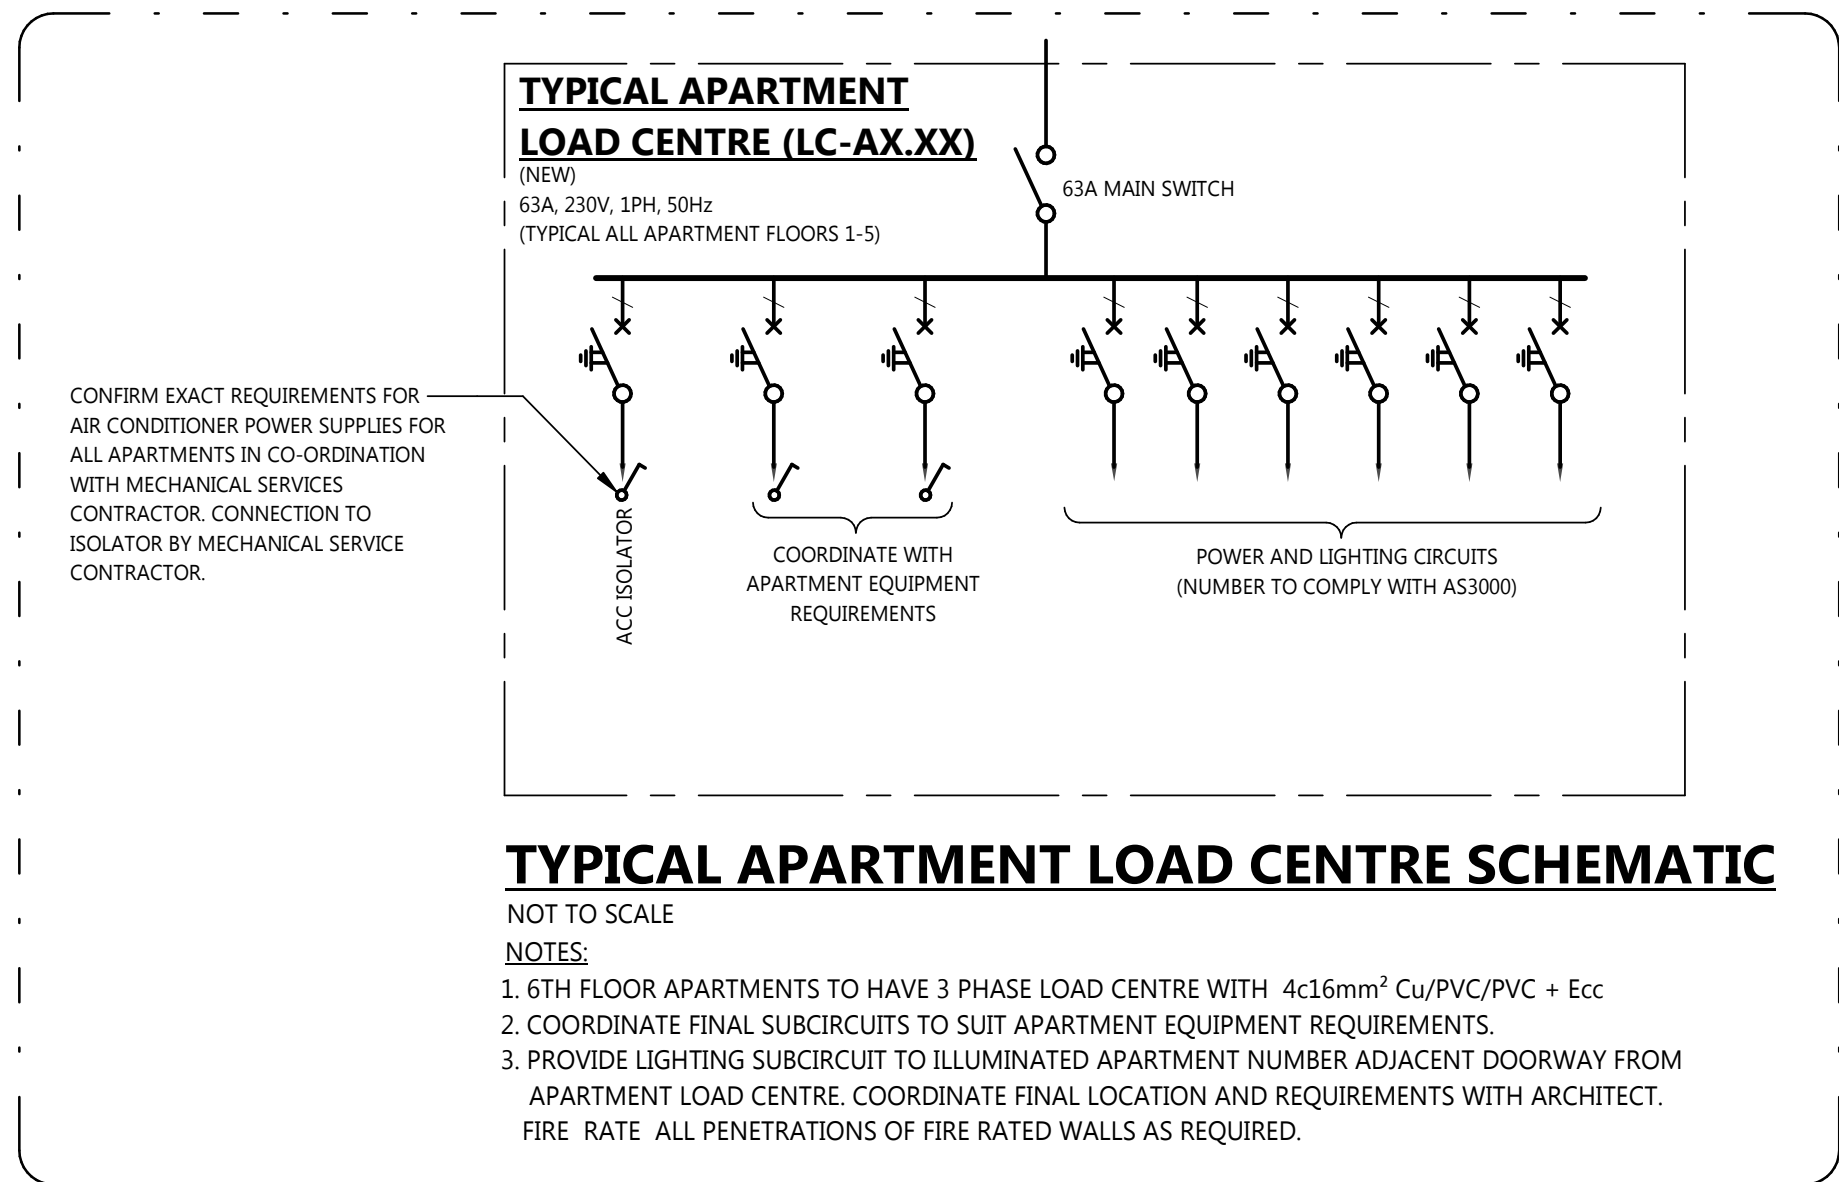 TYPICAL APARTMENT
LOAD CENTRE (LC-AX.XX)
(NEW)
63A, 230V, 1PH, 50Hz
(TYPICAL ALL APARTMENT FLOORS 1-5)
63A MAIN SWITCH
CONFIRM EXACT REQUIREMENTS FOR
AIR CONDITIONER POWER SUPPLIES FOR
ALL APARTMENTS IN CO-ORDINATION
WITH MECHANICAL SERVICES
CONTRACTOR. CONNECTION TO
ISOLATOR BY MECHANICAL SERVICE
CONTRACTOR.
ACC ISOLATOR
COORDINATE WITH
APARTMENT EQUIPMENT
REQUIREMENTS
POWER AND LIGHTING CIRCUITS
(NUMBER TO COMPLY WITH AS3000)
TYPICAL APARTMENT LOAD CENTRE SCHEMATIC
NOT TO SCALE
NOTES:
1. 6TH FLOOR APARTMENTS TO HAVE 3 PHASE LOAD CENTRE WITH 4c16mm² Cu/PVC/PVC + Ecc
2. COORDINATE FINAL SUBCIRCUITS TO SUIT APARTMENT EQUIPMENT REQUIREMENTS.
3. PROVIDE LIGHTING SUBCIRCUIT TO ILLUMINATED APARTMENT NUMBER ADJACENT DOORWAY FROM
APARTMENT LOAD CENTRE. COORDINATE FINAL LOCATION AND REQUIREMENTS WITH ARCHITECT.
FIRE RATE ALL PENETRATIONS OF FIRE RATED WALLS AS REQUIRED.